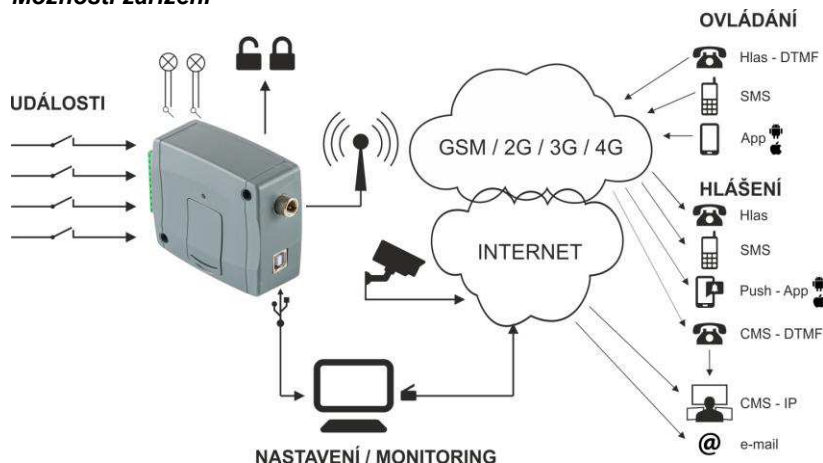 Možnosti zařízení
OVLÁDÁNÍ
Hlas - DTMF
SMS
App
UDÁLOSTI
GSM / 2G / 3G / 4G
HLÁŠENÍ
Hlas
SMS
INTERNET
Push - App
CMS - DTMF
CMS - IP
@ e-mail
NASTAVENÍ / MONITORING